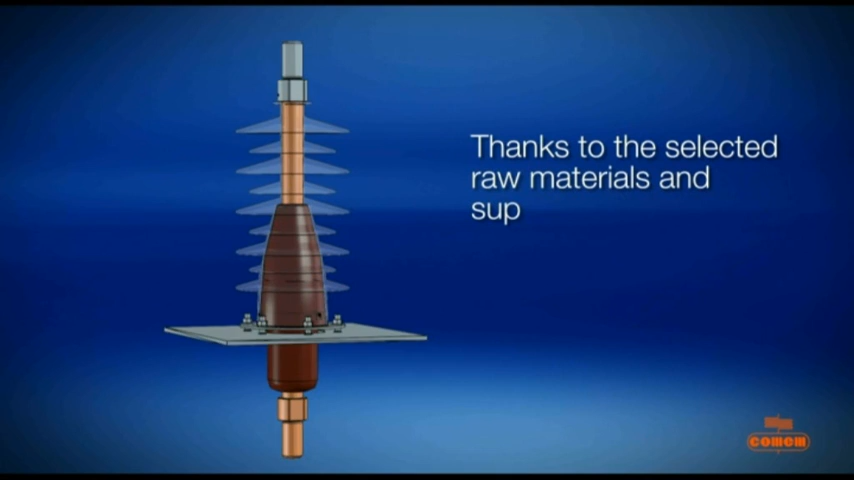 Thanks to the selected
raw materials and
sup
comem